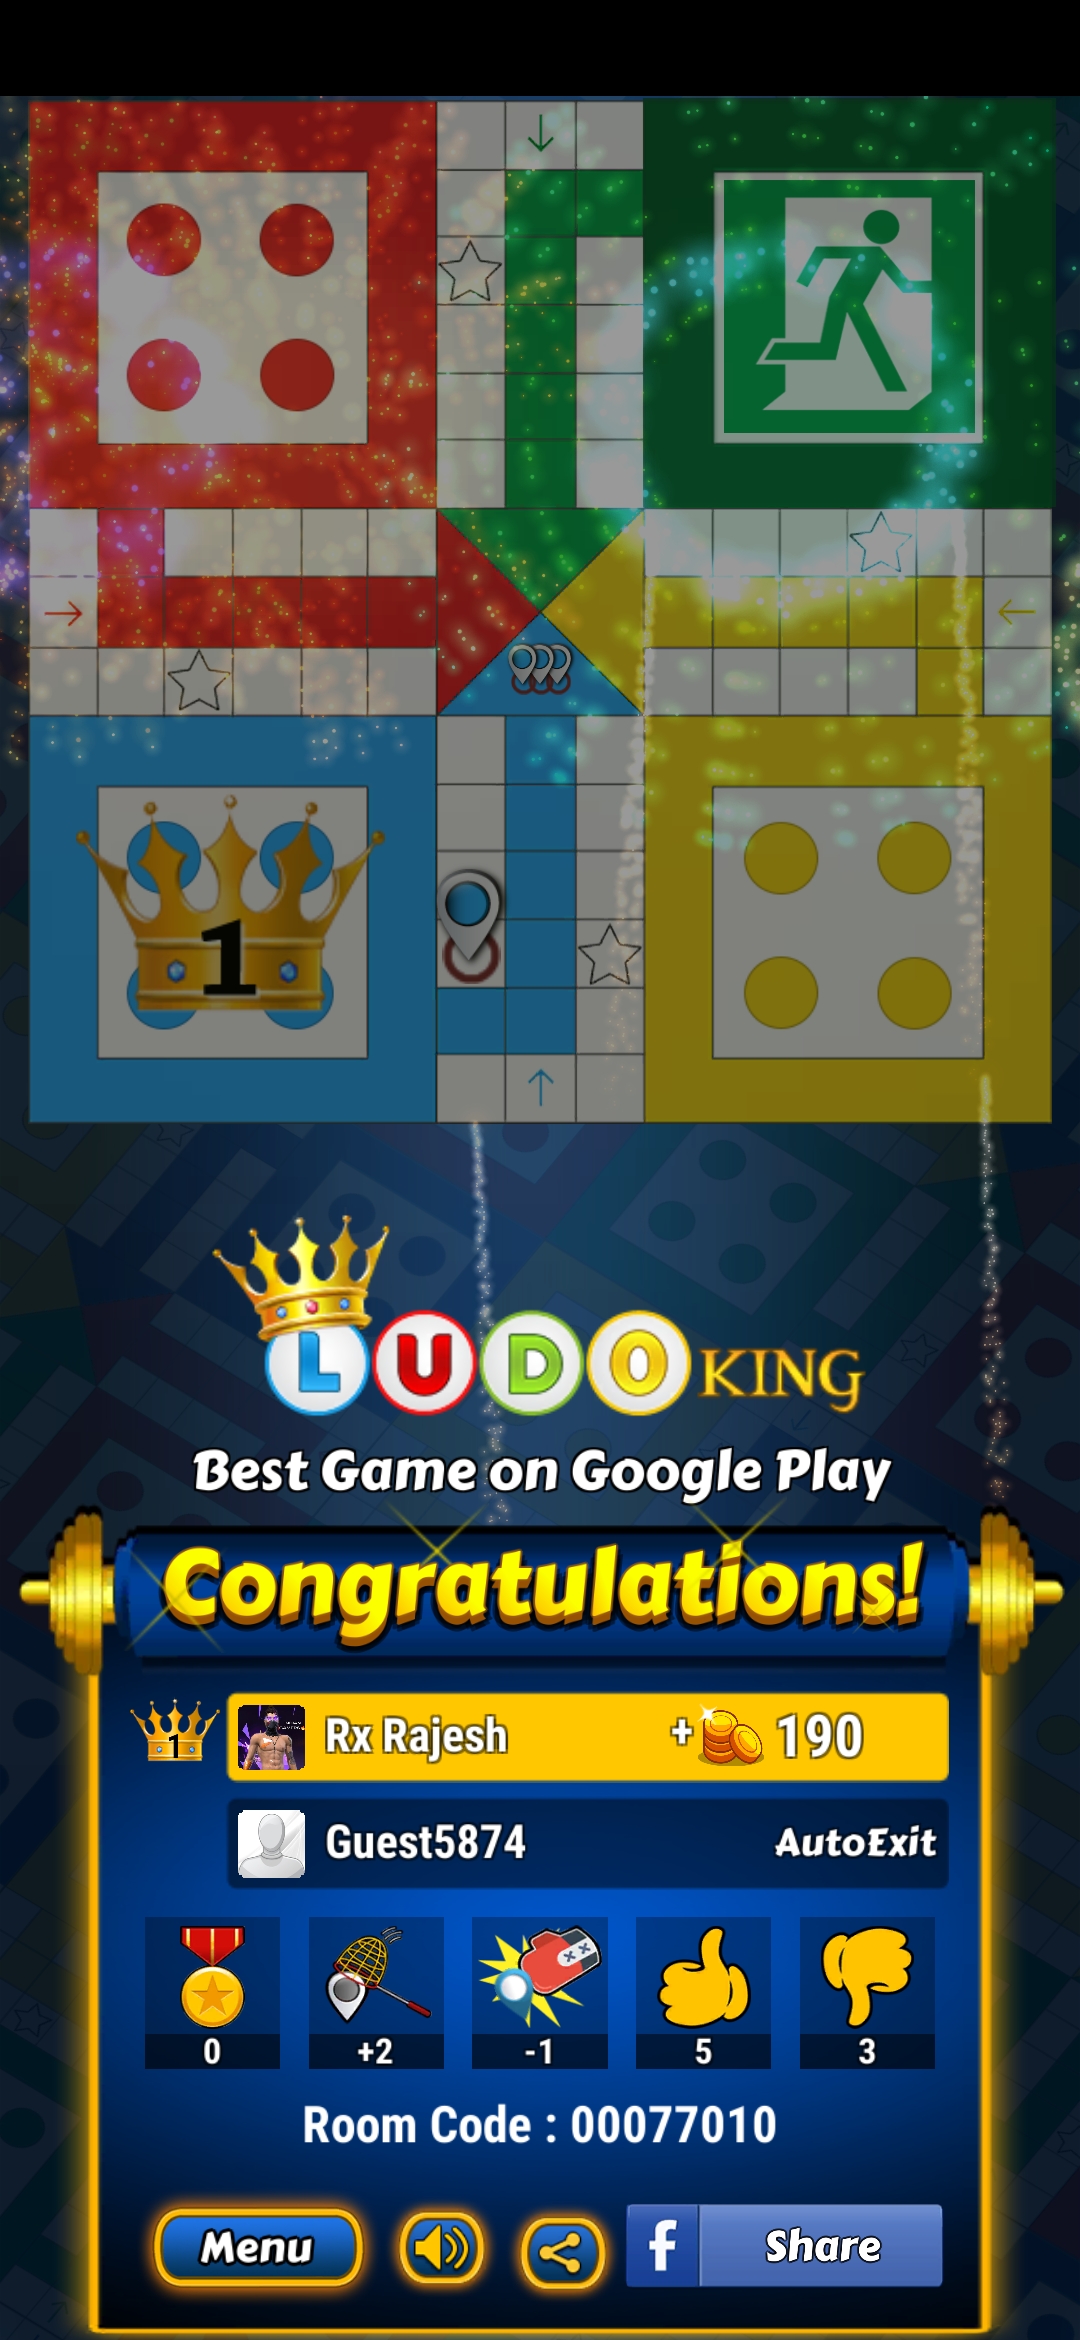 1
LUDO KING
Best Game on Google Play
Congratulations!
1 Rx Rajesh + 190
Guest5874 AutoExit
0 +2 -1 5 3
Room Code : 00077010
Menu f Share